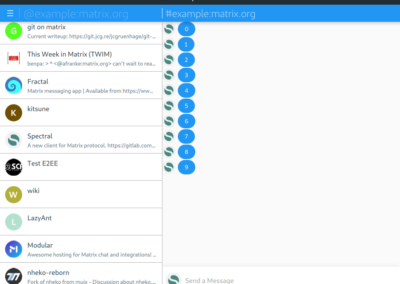 ☰ @example:matrix.org
#example:matrix.org
G
git on matrix
Current writeup: https://git.jcg.re/jcgruenhage/git-...
This Week in Matrix (TWIM)
benpa: > * <@afranke:matrix.org> can't wait to rea...
Fractal
Matrix messaging app | Available from https://ww...
K
kitsune
Spectral
A new client for Matrix protocol. https://gitlab.com...
Test E2EE
W
wiki
L
LazyAnt
Modular
Awesome hosting for Matrix chat and integrations! ...
nheko-reborn
Fork of nheko from mujx - Discussion about nheko...
0
1
2
3
4
5
6
7
8
9
Send a Message